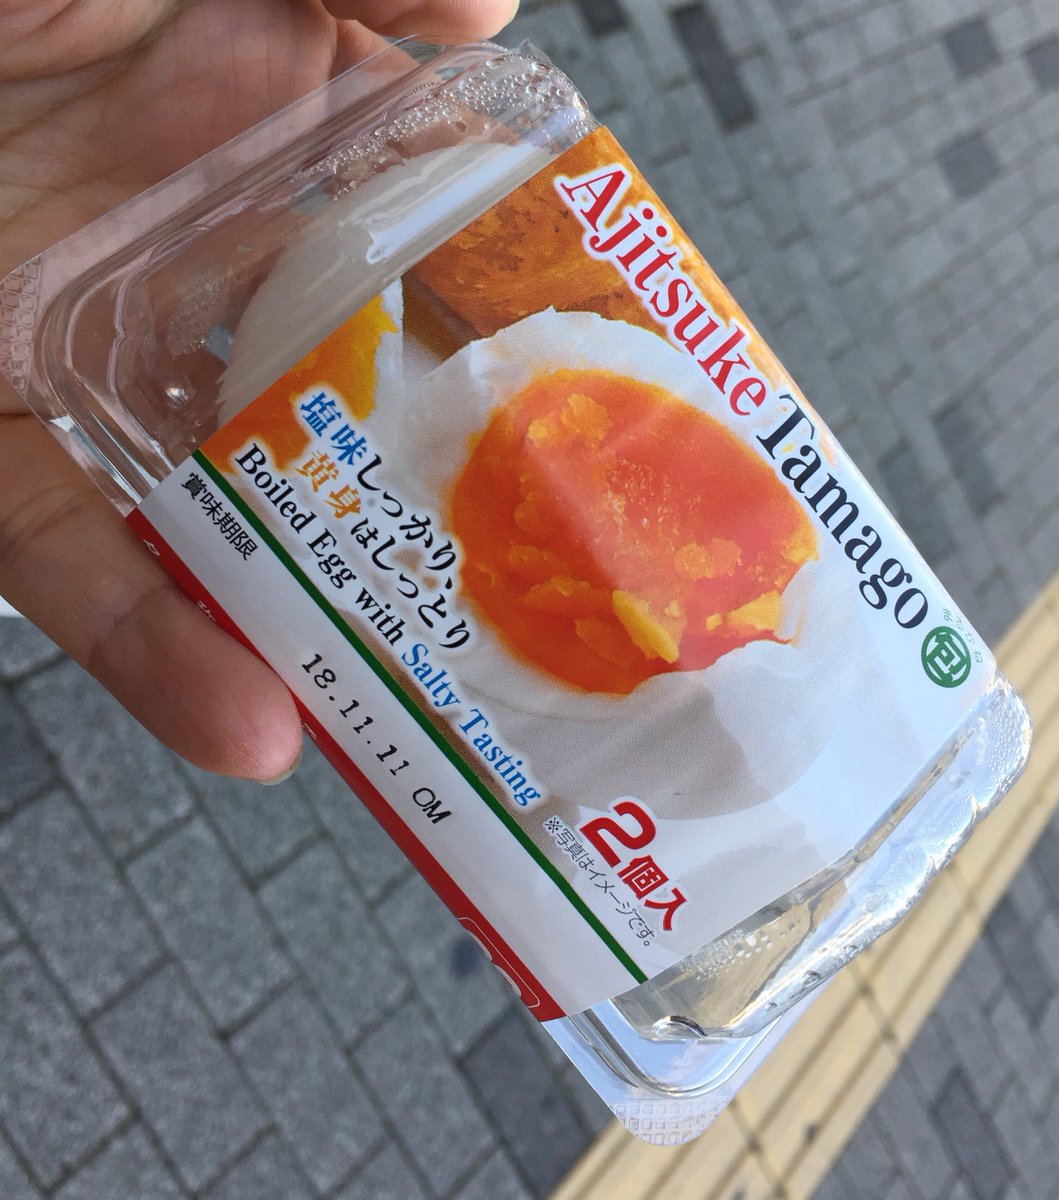 Ajitsuke Tamago
塩味しっかり、
黄身はしっとり
Boiled Egg with Salty Tasting
賞味期限
18.11.11 OM
2個入
※写真はイメージです。